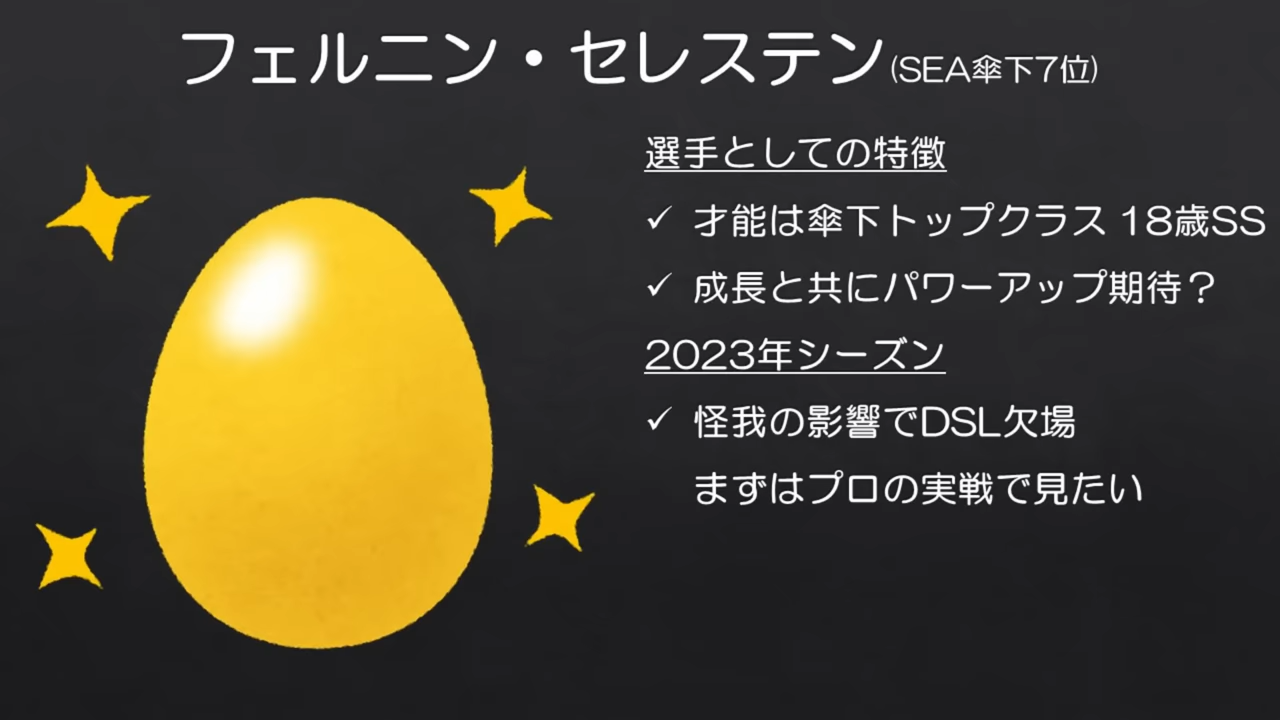 フェルニン・セレステン(SEA傘下7位)
選手としての特徴
✓ 才能は傘下トップクラス 18歳SS
✓ 成長と共にパワーアップ期待？
2023年シーズン
✓ 怪我の影響でDSL欠場
まずはプロの実戦で見たい